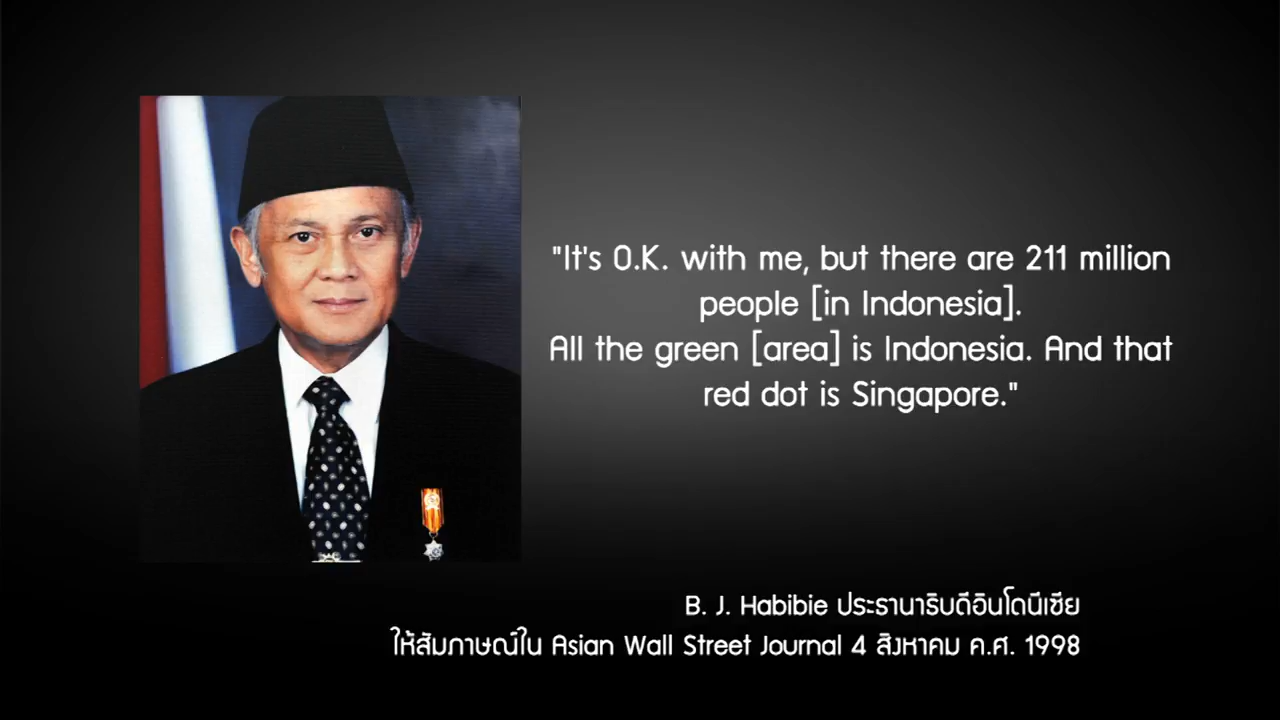 "It's O.K. with me, but there are 211 million
people [in Indonesia].
All the green [area] is Indonesia. And that
red dot is Singapore."
B. J. Habibie ประธานาธิบดีอินโดนีเซีย
ให้สัมภาษณ์ใน Asian Wall Street Journal 4 สิงหาคม ค.ศ. 1998